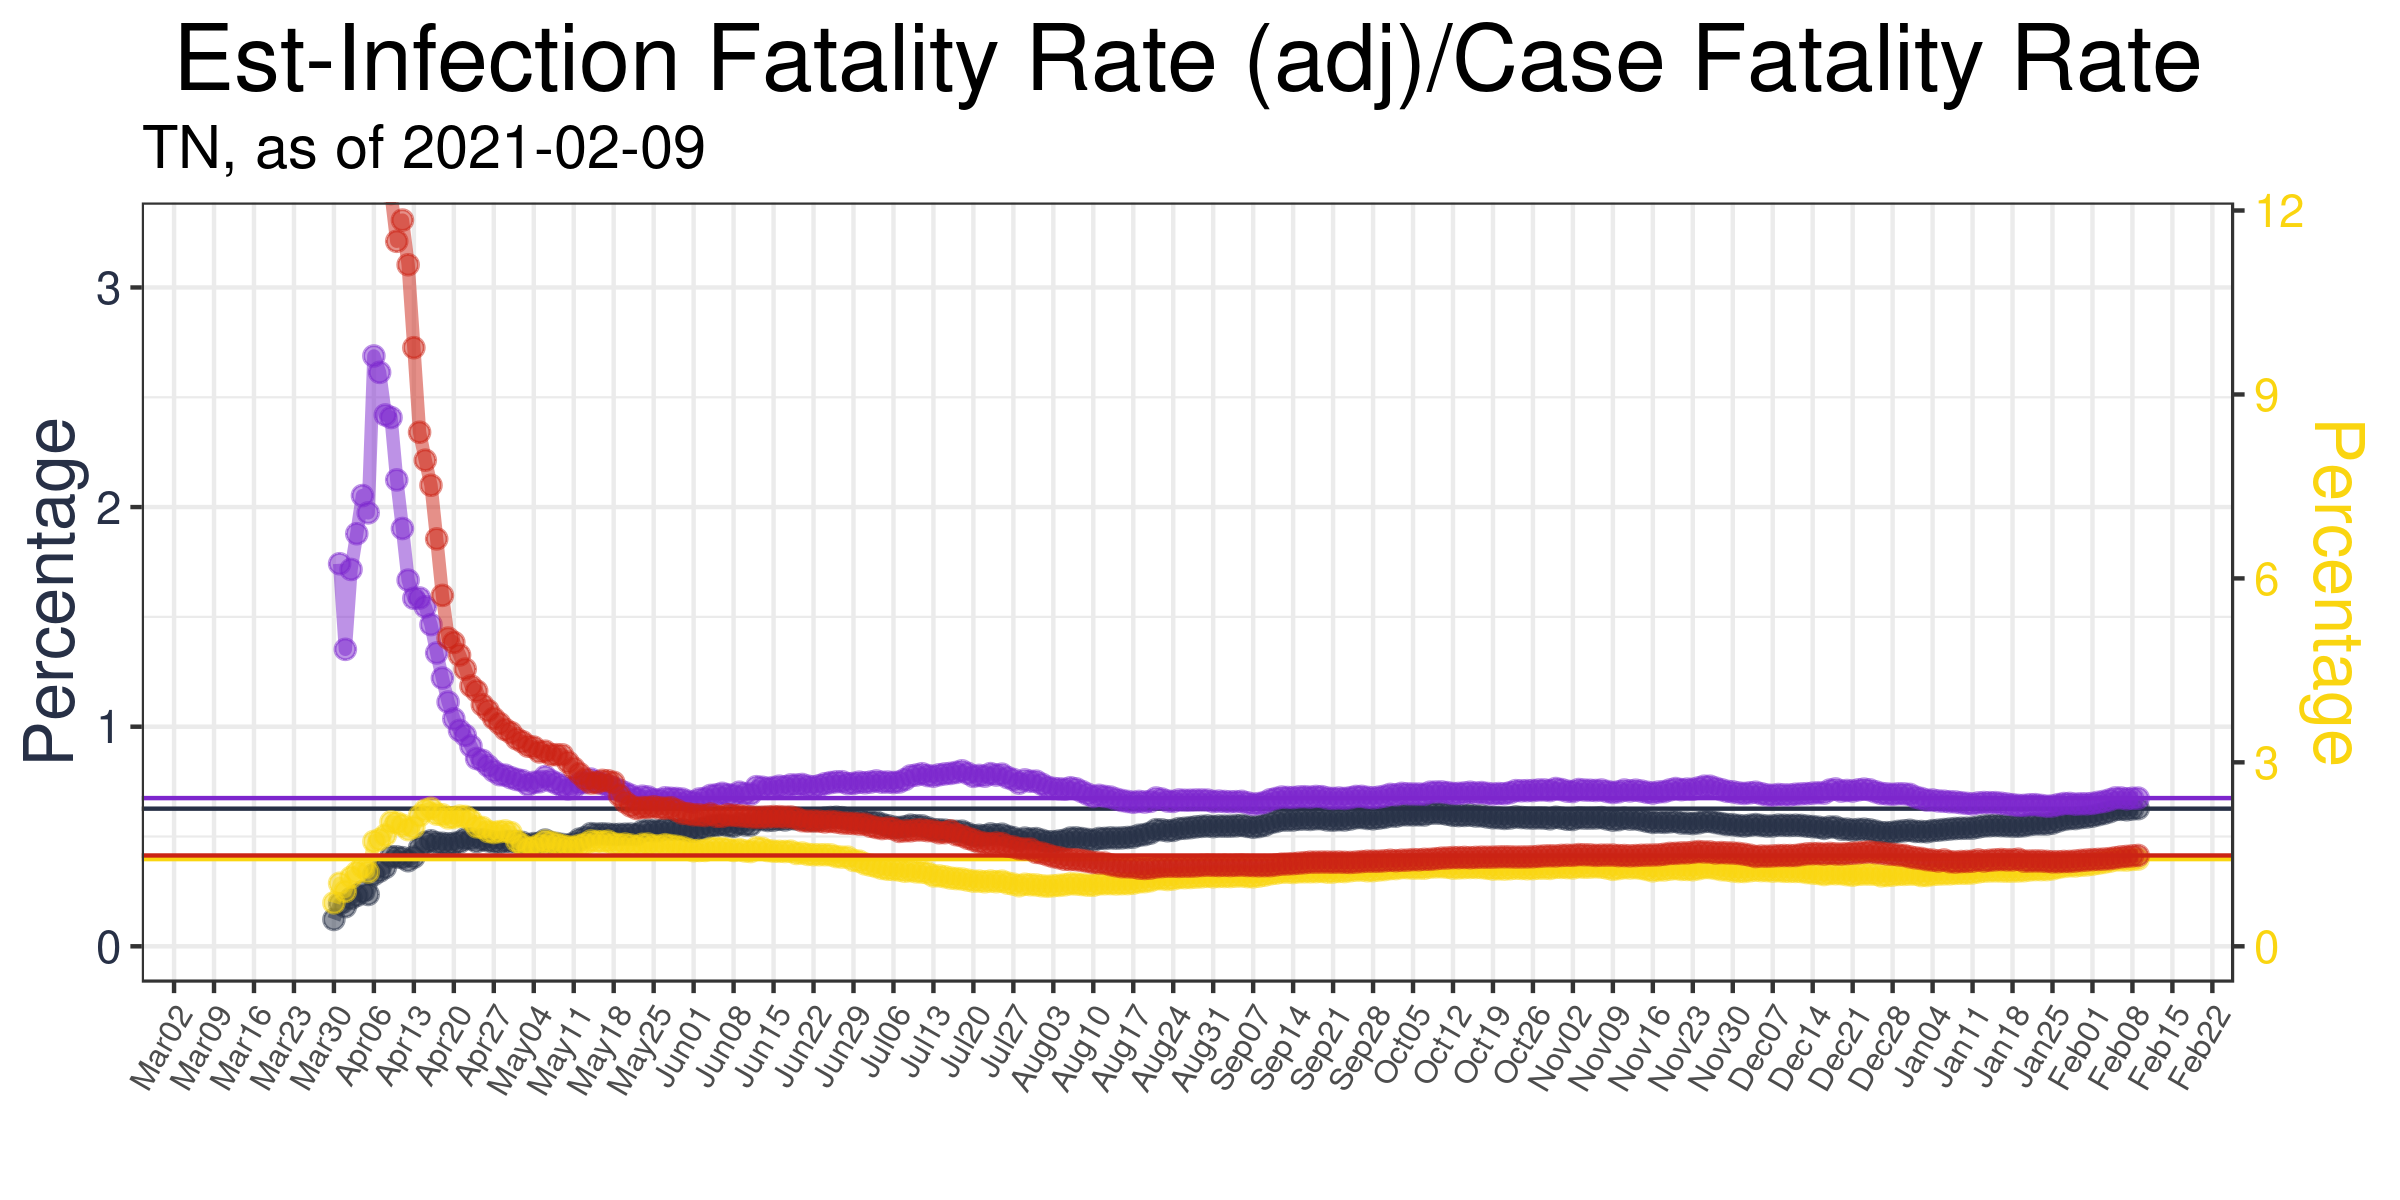 Est-Infection Fatality Rate (adj)/Case Fatality Rate
TN, as of 2021-02-09
Percentage
3
2
1
0
12
9
6
3
0
Percentage
Mar02
Mar09
Mar16
Mar23
Mar30
Apr06
Apr13
Apr20
Apr27
May04
May11
May18
May25
Jun01
Jun08
Jun15
Jun22
Jun29
Jul06
Jul13
Jul20
Jul27
Aug03
Aug10
Aug17
Aug24
Aug31
Sep07
Sep14
Sep21
Sep28
Oct05
Oct12
Oct19
Oct26
Nov02
Nov09
Nov16
Nov23
Nov30
Dec07
Dec14
Dec21
Dec28
Jan04
Jan11
Jan18
Jan25
Feb01
Feb08
Feb15
Feb22